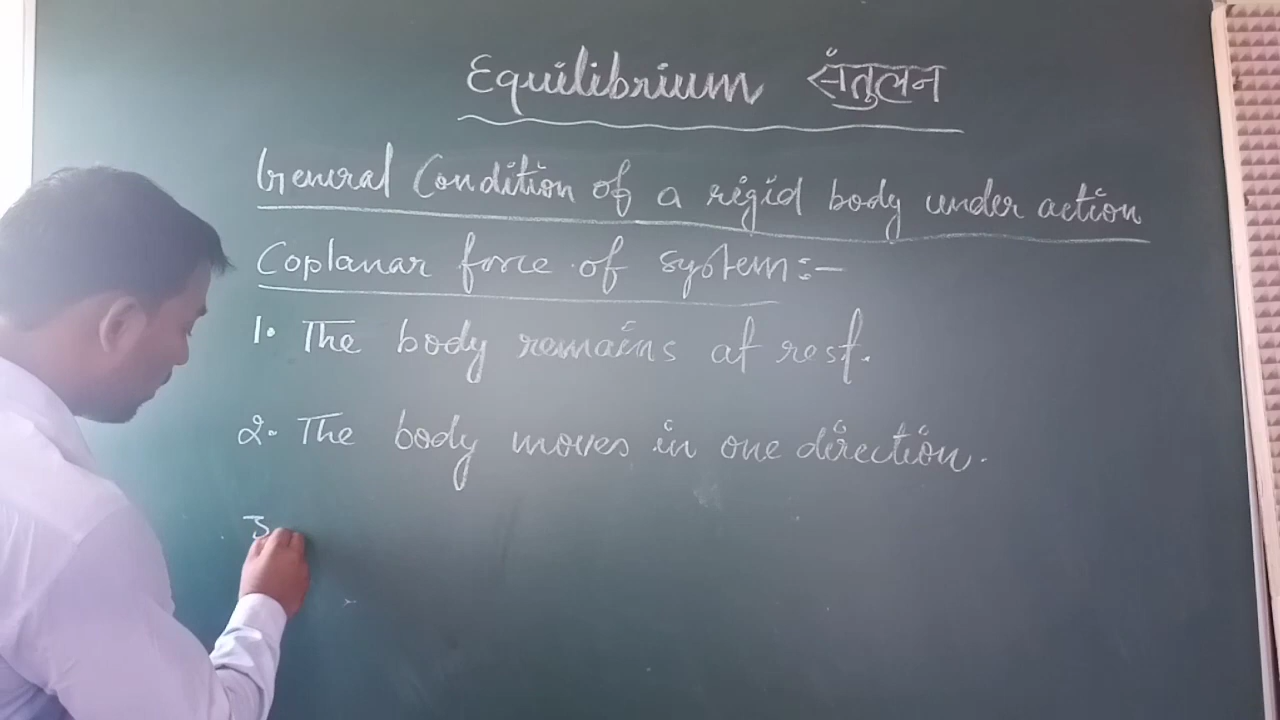 Equilibrium संतुलन
General Condition of a rigid body under action
Coplanar force of system:-
1. The body remains at rest.
2. The body moves in one direction.
3